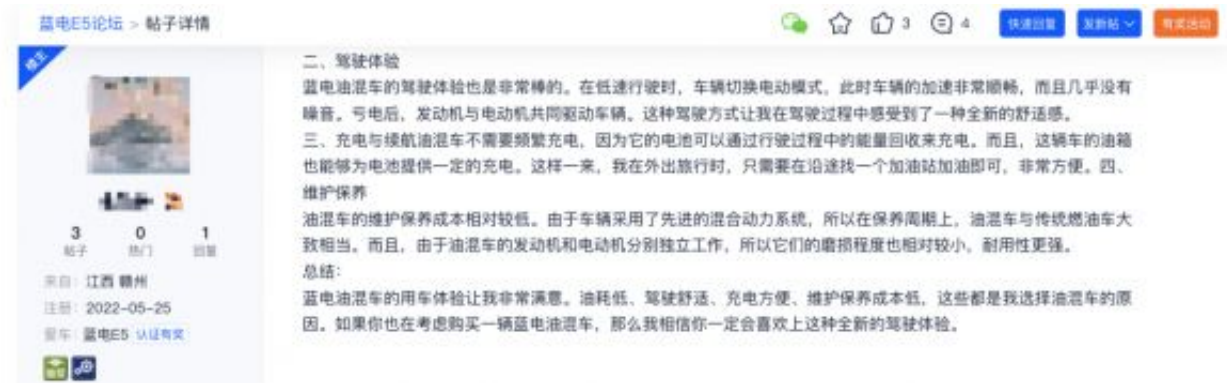 蓝电E5论坛 > 帖子详情
3
4
快速回复
发新帖
有奖活动
楼主
3
0
1
帖子
热门
回复
来自: 江西 赣州
注册: 2022-05-25
爱车: 蓝电E5 认证有奖
二、驾驶体验
蓝电油混车的驾驶体验也是非常棒的。在低速行驶时，车辆切换电动模式，此时车辆的加速非常顺畅，而且几乎没有
噪音。亏电后，发动机与电动机共同驱动车辆。这种驾驶方式让我在驾驶过程中感受到了一种全新的舒适感。
三、充电与续航油混车不需要频繁充电，因为它的电池可以通过行驶过程中的能量回收来充电。而且，这辆车的油箱
也能够为电池提供一定的充电。这样一来，我在外出旅行时，只需要在沿途找一个加油站加油即可，非常方便。四、
维护保养
油混车的维护保养成本相对较低。由于车辆采用了先进的混合动力系统，所以在保养周期上，油混车与传统燃油车大
致相当。而且，由于油混车的发动机和电动机分别独立工作，所以它们的磨损程度也相对较小，耐用性更强。
总结：
蓝电油混车的用车体验让我非常满意。油耗低、驾驶舒适、充电方便、维护保养成本低，这些都是我选择油混车的原
因。如果你也在考虑购买一辆蓝电油混车，那么我相信你一定会喜欢上这种全新的驾驶体验。